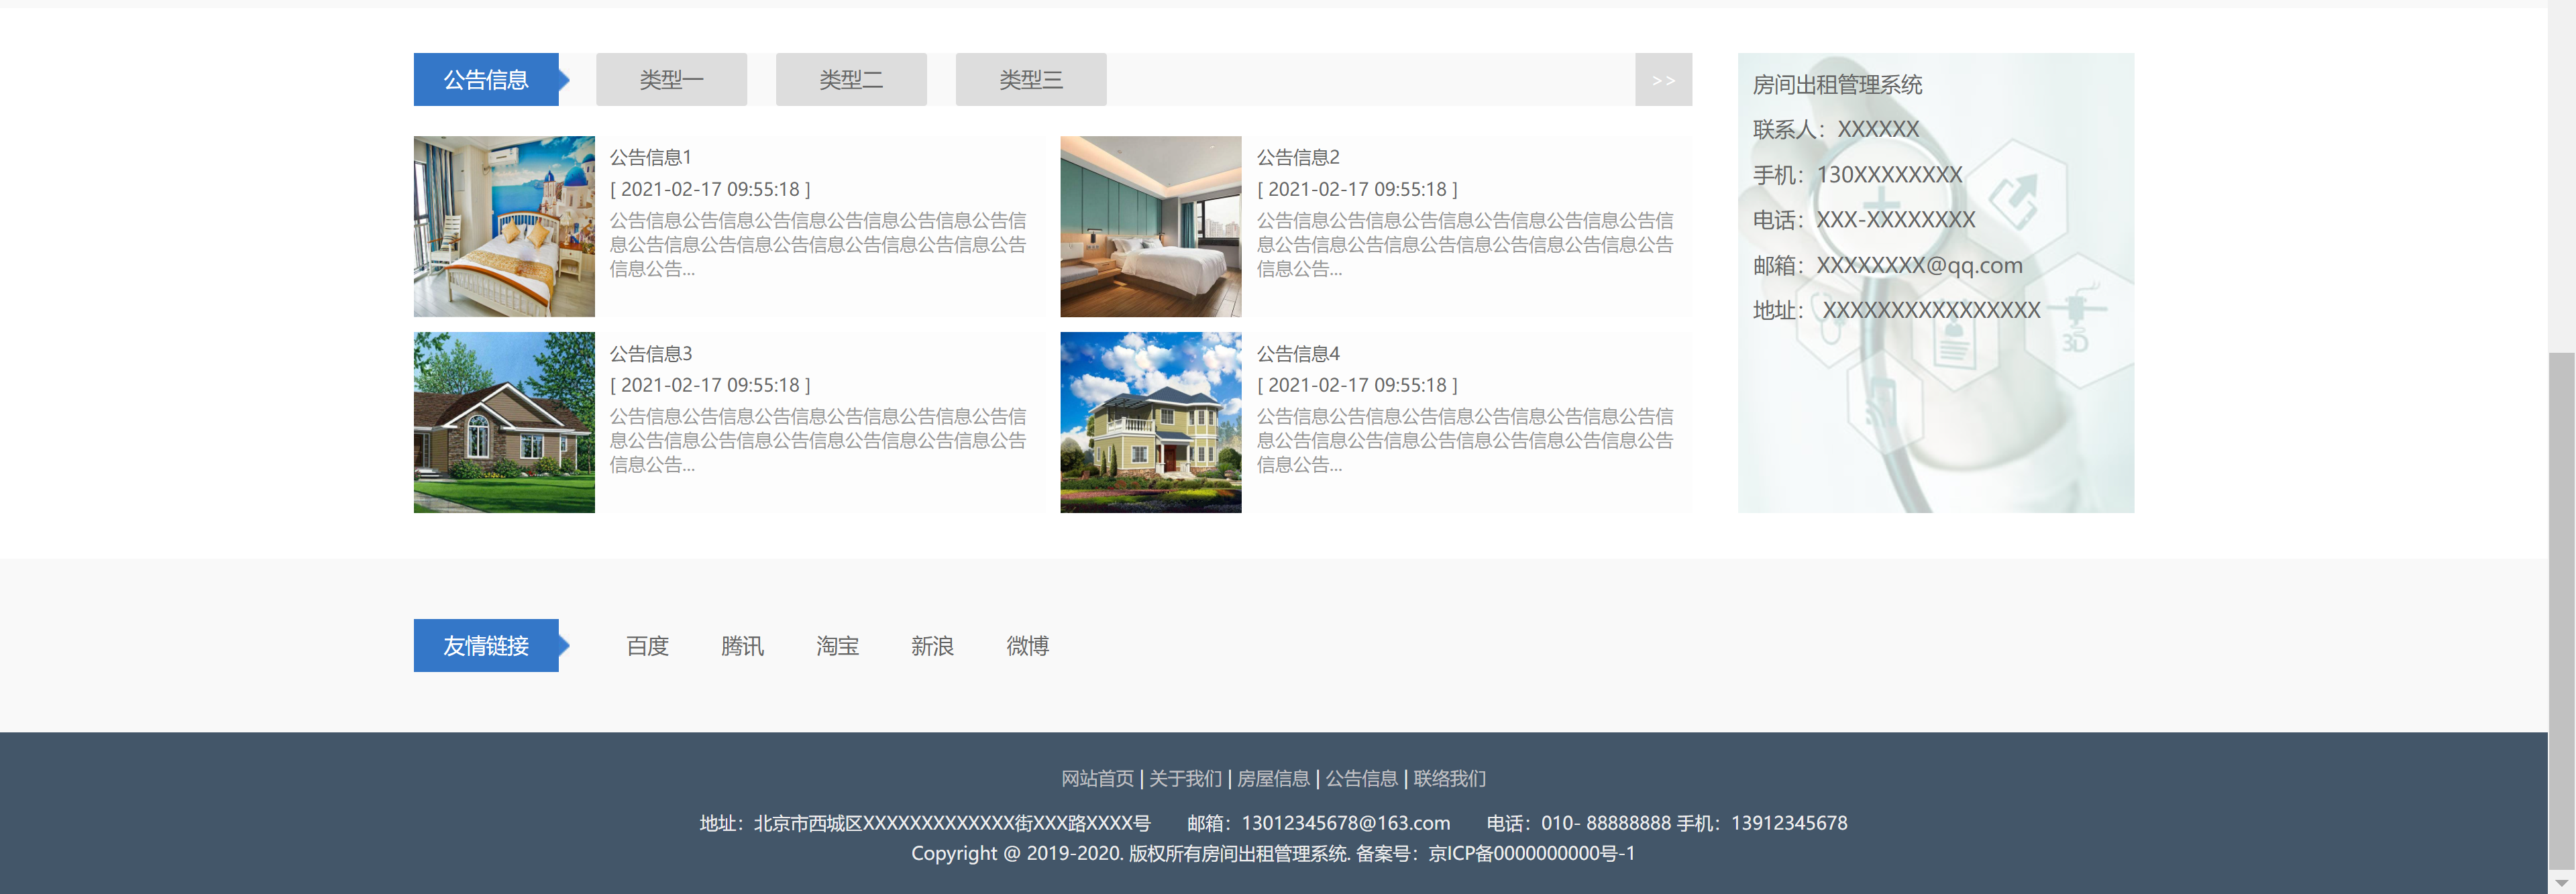 公告信息
类型一
类型二
类型三
>>
公告信息1
[ 2021-02-17 09:55:18 ]
公告信息公告信息公告信息公告信息公告信息公告信
息公告信息公告信息公告信息公告信息公告信息公告
信息公告...
公告信息2
[ 2021-02-17 09:55:18 ]
公告信息公告信息公告信息公告信息公告信息公告信
息公告信息公告信息公告信息公告信息公告信息公告
信息公告...
公告信息3
[ 2021-02-17 09:55:18 ]
公告信息公告信息公告信息公告信息公告信息公告信
息公告信息公告信息公告信息公告信息公告信息公告
信息公告...
公告信息4
[ 2021-02-17 09:55:18 ]
公告信息公告信息公告信息公告信息公告信息公告信
息公告信息公告信息公告信息公告信息公告信息公告
信息公告...
房间出租管理系统
联系人：XXXXXX
手机：130XXXXXXXX
电话：XXX-XXXXXXXX
邮箱：XXXXXXXX@qq.com
地址： XXXXXXXXXXXXXXXX
3D
友情链接
百度
腾讯
淘宝
新浪
微博
网站首页 | 关于我们 | 房屋信息 | 公告信息 | 联络我们
地址：北京市西城区XXXXXXXXXXXXX街XXX路XXXX号 邮箱：13012345678@163.com 电话：010- 88888888 手机：13912345678
Copyright @ 2019-2020. 版权所有房间出租管理系统. 备案号：京ICP备0000000000号-1